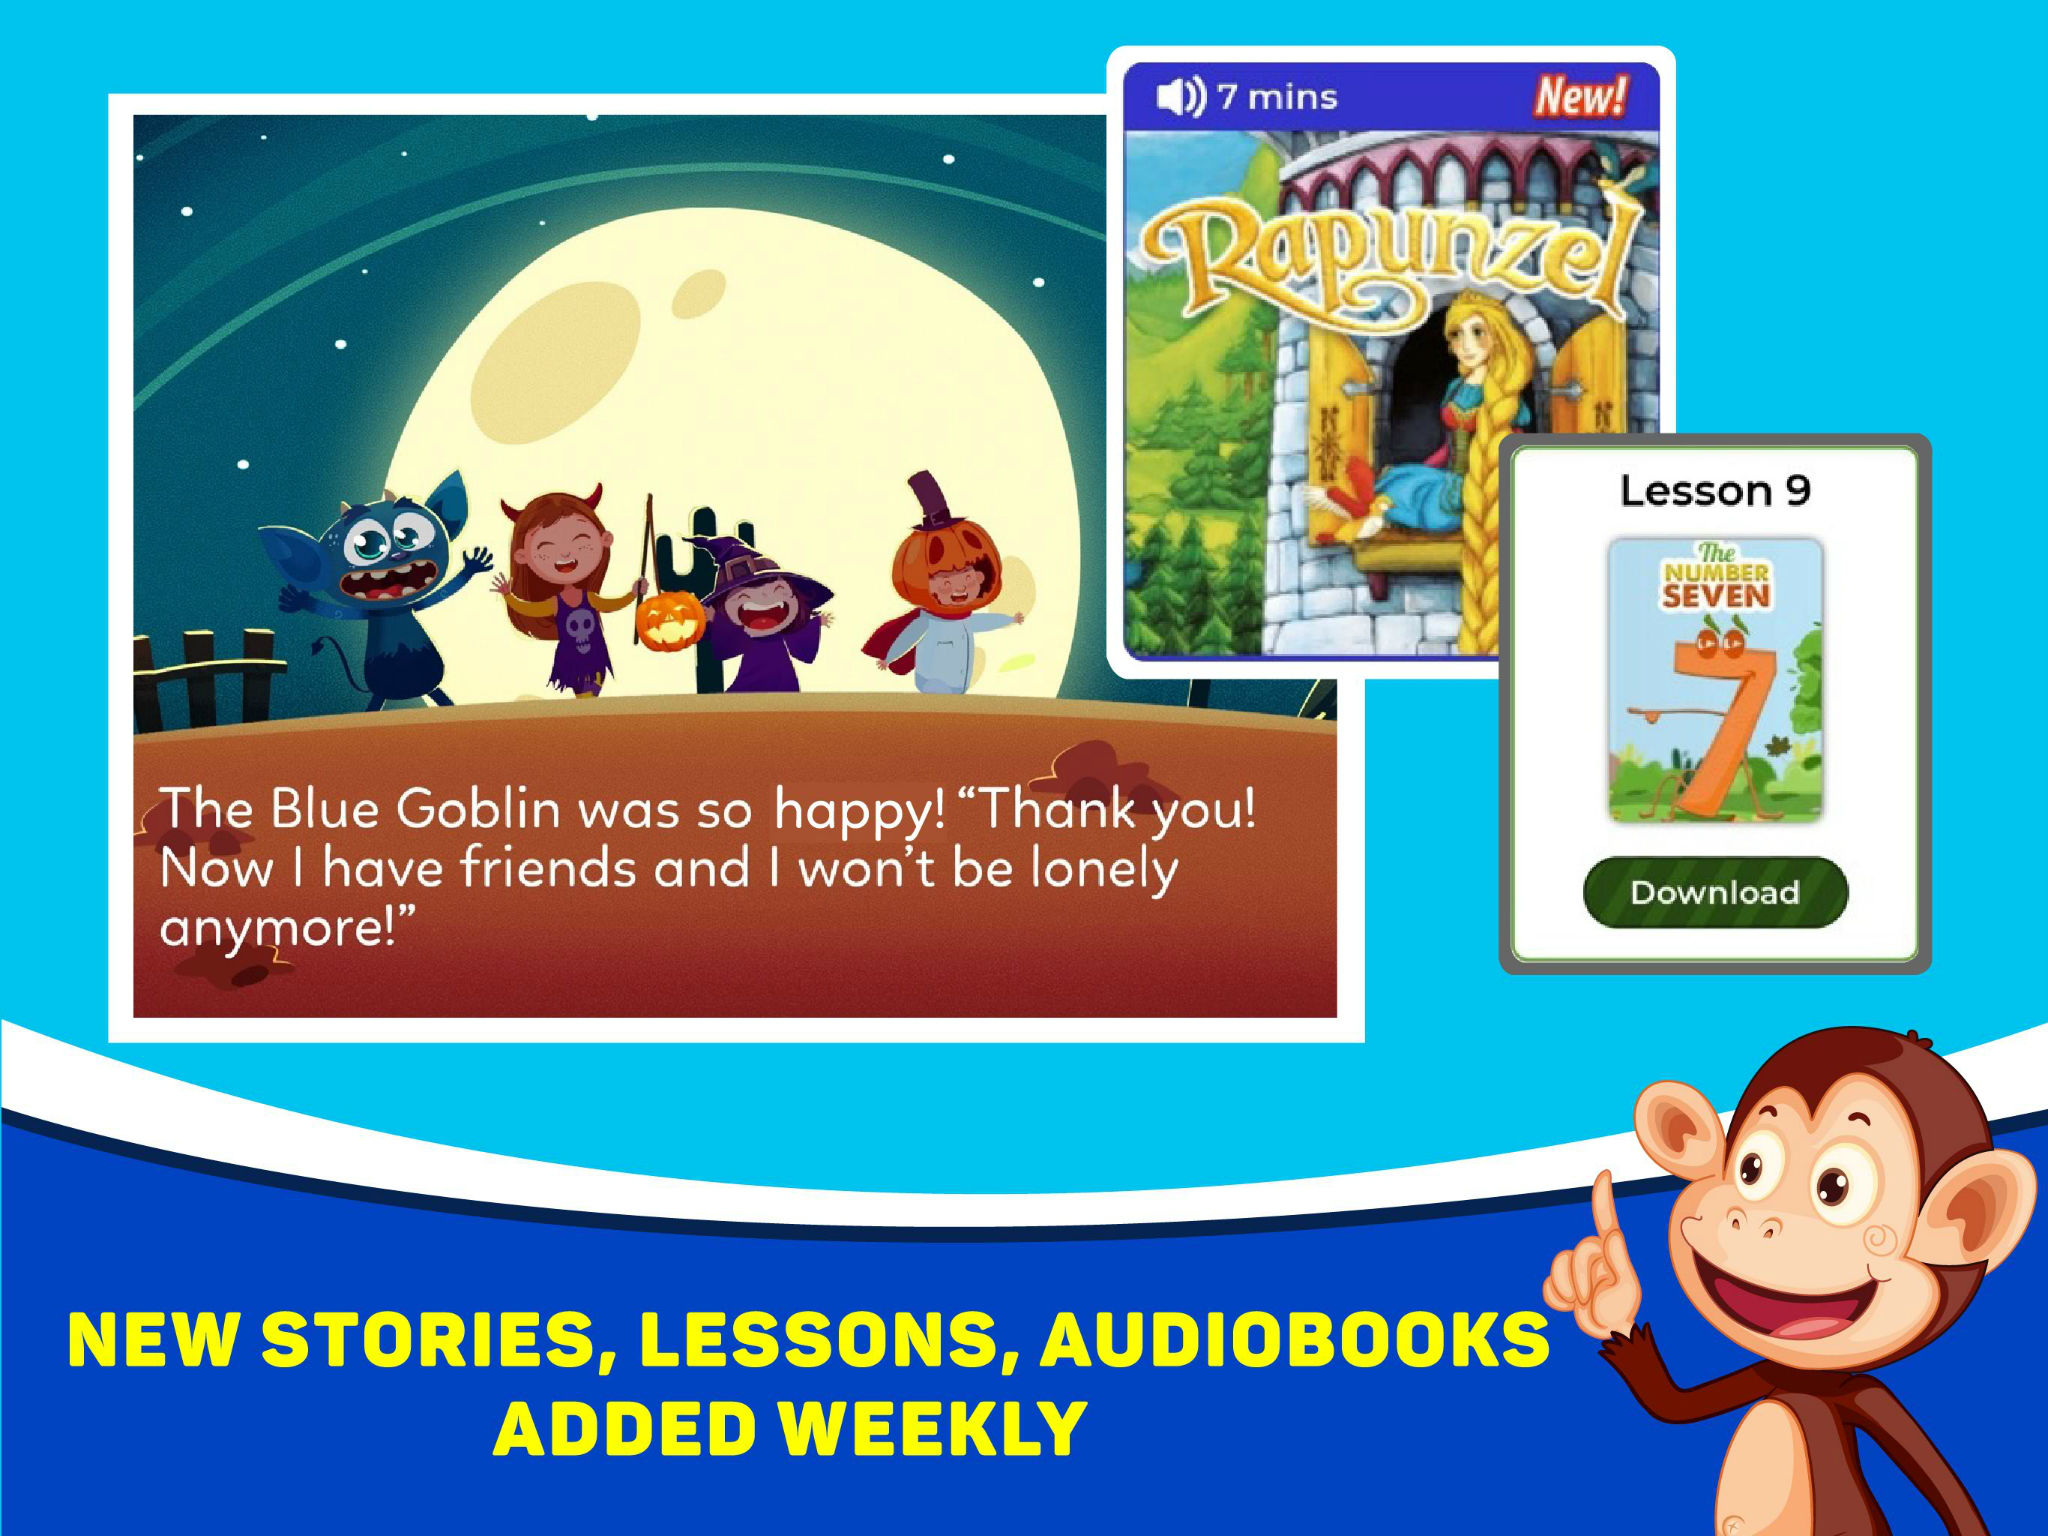 7 mins
New!
Rapunzel
Lesson 9
The
NUMBER
SEVEN
7
Download
The Blue Goblin was so happy! “Thank you!
Now I have friends and I won’t be lonely
anymore!”
NEW STORIES, LESSONS, AUDIOBOOKS
ADDED WEEKLY